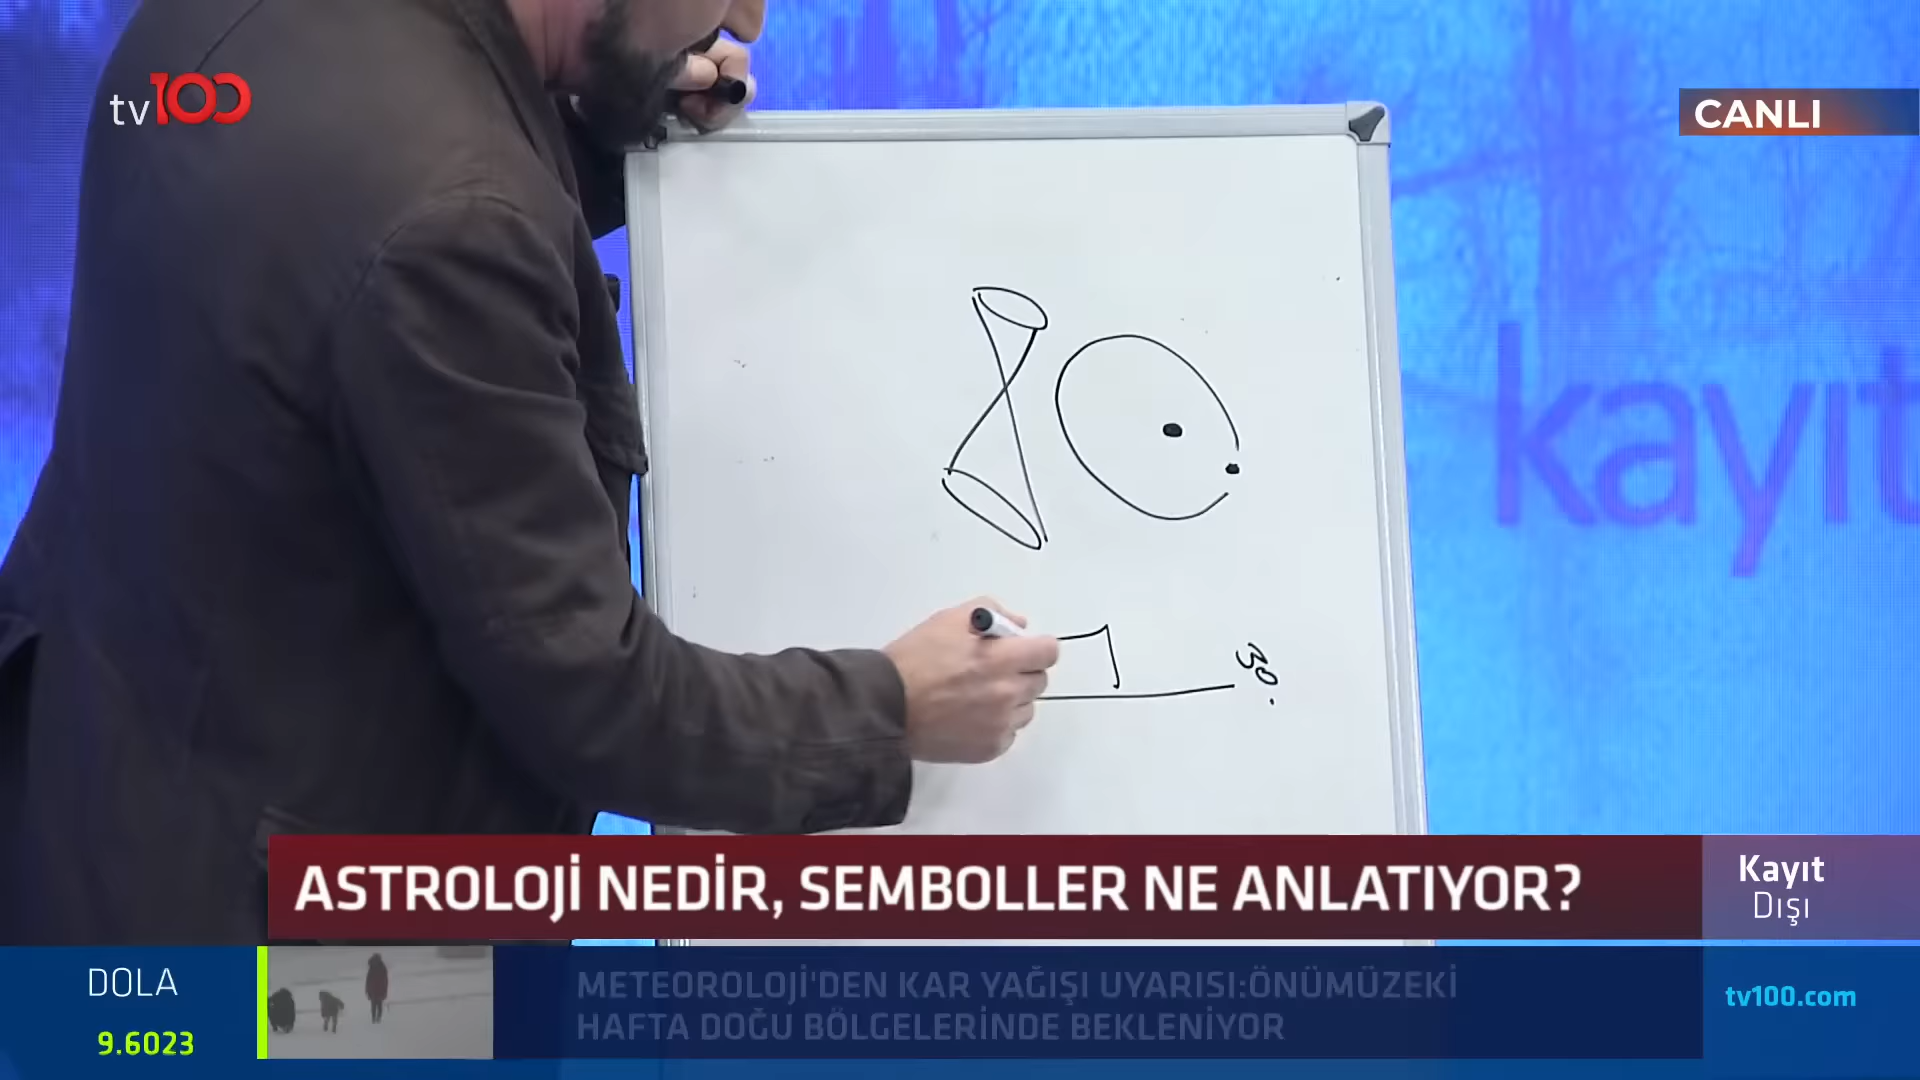 tv100
CANLI
kayıt
30.
ASTROLOJİ NEDİR, SEMBOLLER NE ANLATIYOR?
Kayıt
Dışı
DOLA
9.6023
METEOROLOJİ'DEN KAR YAĞIŞI UYARISI:ÖNÜMÜZEKİ
HAFTA DOĞU BÖLGELERİNDE BEKLENİYOR
tv100.com